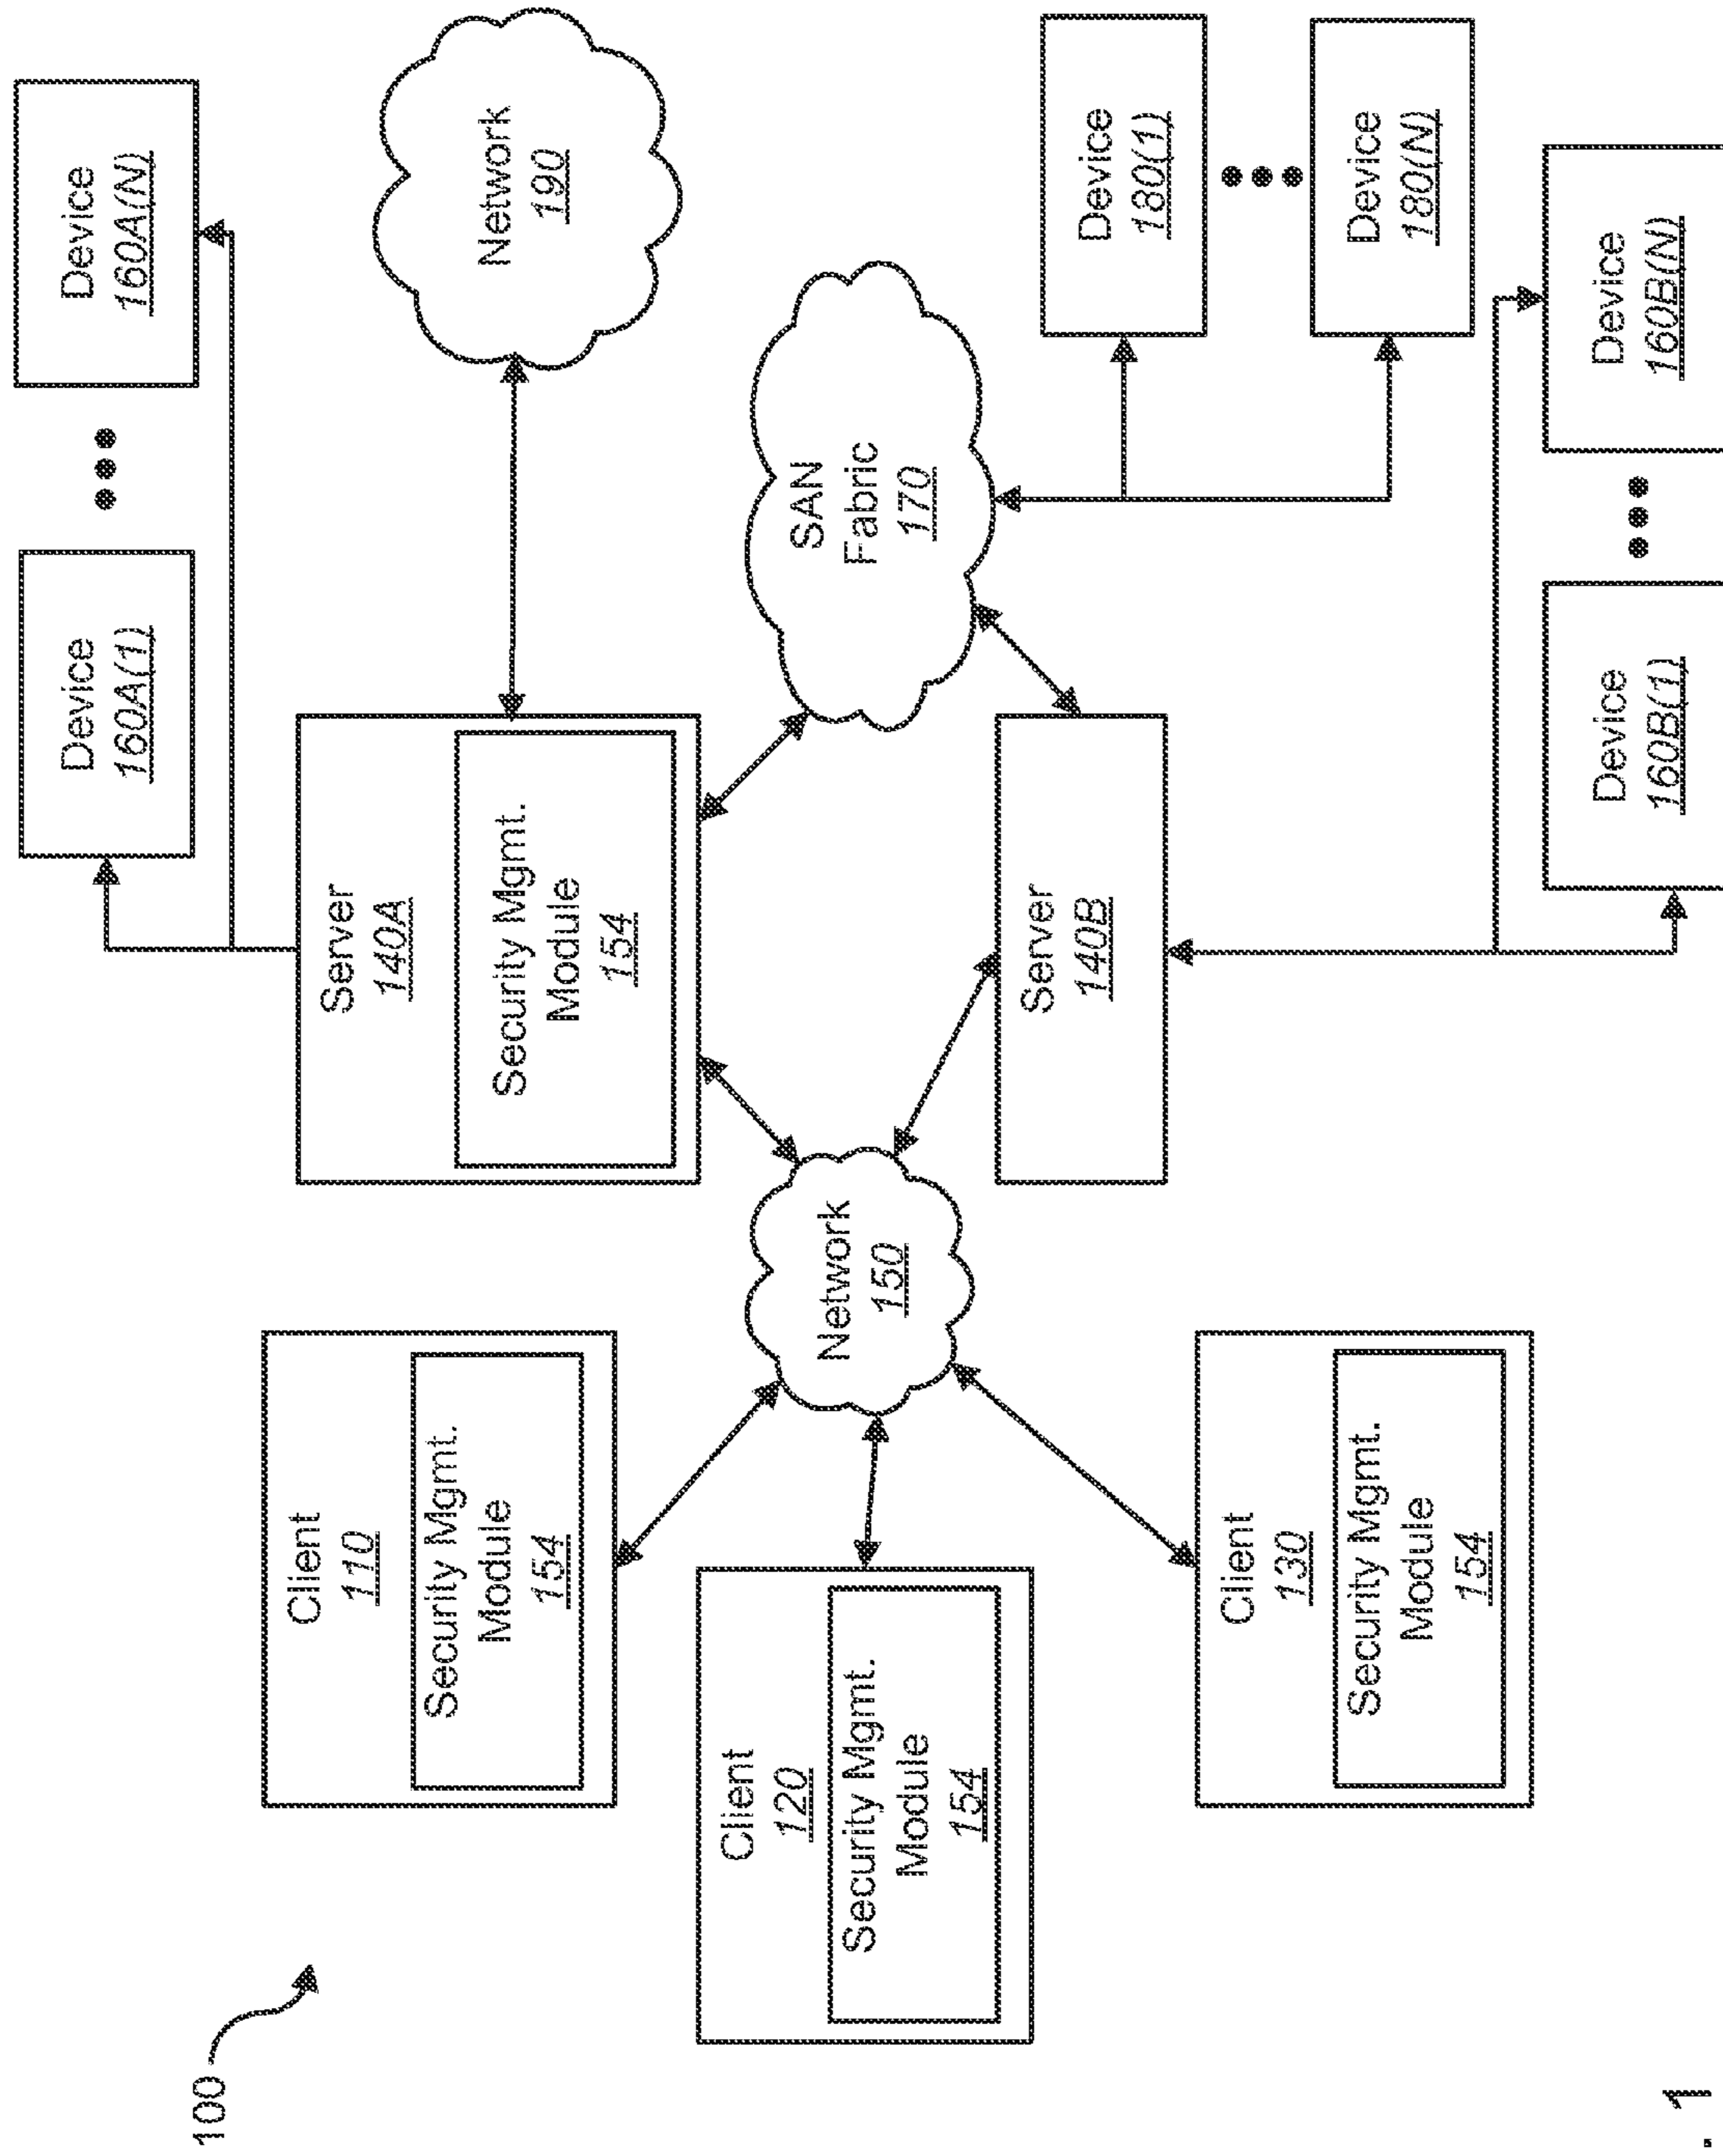 100
Client
110
Security Mgmt.
Module
154
Client
120
Security Mgmt.
Module
154
Client
130
Security Mgmt.
Module
154
Network
150
Server
140A
Security Mgmt.
Module
154
Server
140B
Device
160A(1)
Device
160A(N)
Network
190
SAN
Fabric
170
Device
180(1)
Device
180(N)
Device
160B(1)
Device
160B(N)
. 1